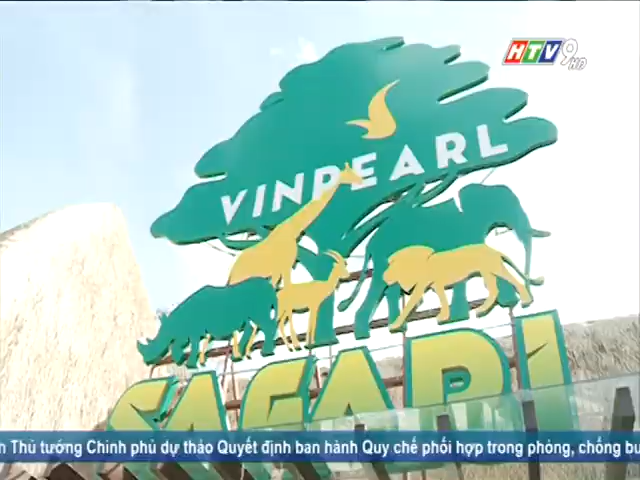 HTV9
HD
VINPEARL
SAFARI
Thủ tướng Chính phủ dự thảo Quyết định ban hành Quy chế phối hợp trong phòng, chống